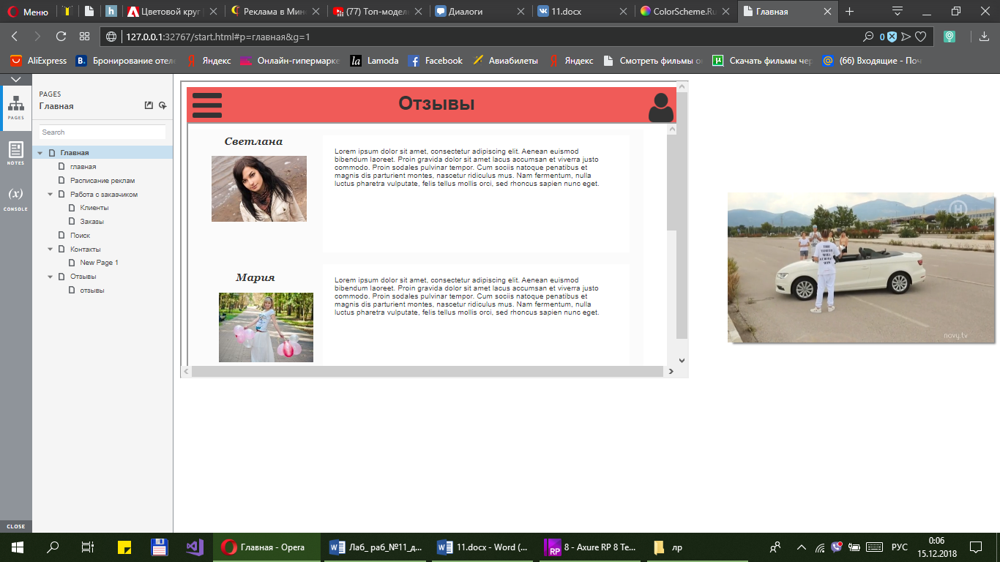 Меню
Цветовой круг
Реклама в Мин
(77) Топ-модел
Диалоги
11.docx
ColorScheme.Ru
Главная
127.0.0.1:32767/start.html#p=главная&g=1
0
AliExpress
B.
Бронирование отеле
Я
Яндекс
Онлайн-гипермарке
la
Lamoda
Facebook
Авиабилеты
Я
Яндекс
Смотреть фильмы о
Скачать фильмы чер
(66) Входящие - Поч
PAGES
Главная
PAGES
Search
NOTES
(x)
CONSOLE
Главная
главная
Расписание реклам
Работа с заказчиком
Клиенты
Заказы
Поиск
Контакты
New Page 1
Отзывы
отзывы
CLOSE
Отзывы
Светлана
Lorem ipsum dolor sit amet, consectetur adipiscing elit. Aenean euismod
bibendum laoreet. Proin gravida dolor sit amet lacus accumsan et viverra justo
commodo. Proin sodales pulvinar tempor. Cum sociis natoque penatibus et
magnis dis parturient montes, nascetur ridiculus mus. Nam fermentum, nulla
luctus pharetra vulputate, felis tellus mollis orci, sed rhoncus sapien nunc eget.
Мария
Lorem ipsum dolor sit amet, consectetur adipiscing elit. Aenean euismod
bibendum laoreet. Proin gravida dolor sit amet lacus accumsan et viverra justo
commodo. Proin sodales pulvinar tempor. Cum sociis natoque penatibus et
magnis dis parturient montes, nascetur ridiculus mus. Nam fermentum, nulla
luctus pharetra vulputate, felis tellus mollis orci, sed rhoncus sapien nunc eget.
THE
TRUTH
WILL
ALWAYS
WIN
novy.tv
Главная - Opera
Лаб_ раб_№11_д...
11.docx - Word (...
RP
8 - Axure RP 8 Te...
лр
РУС
0:06
15.12.2018